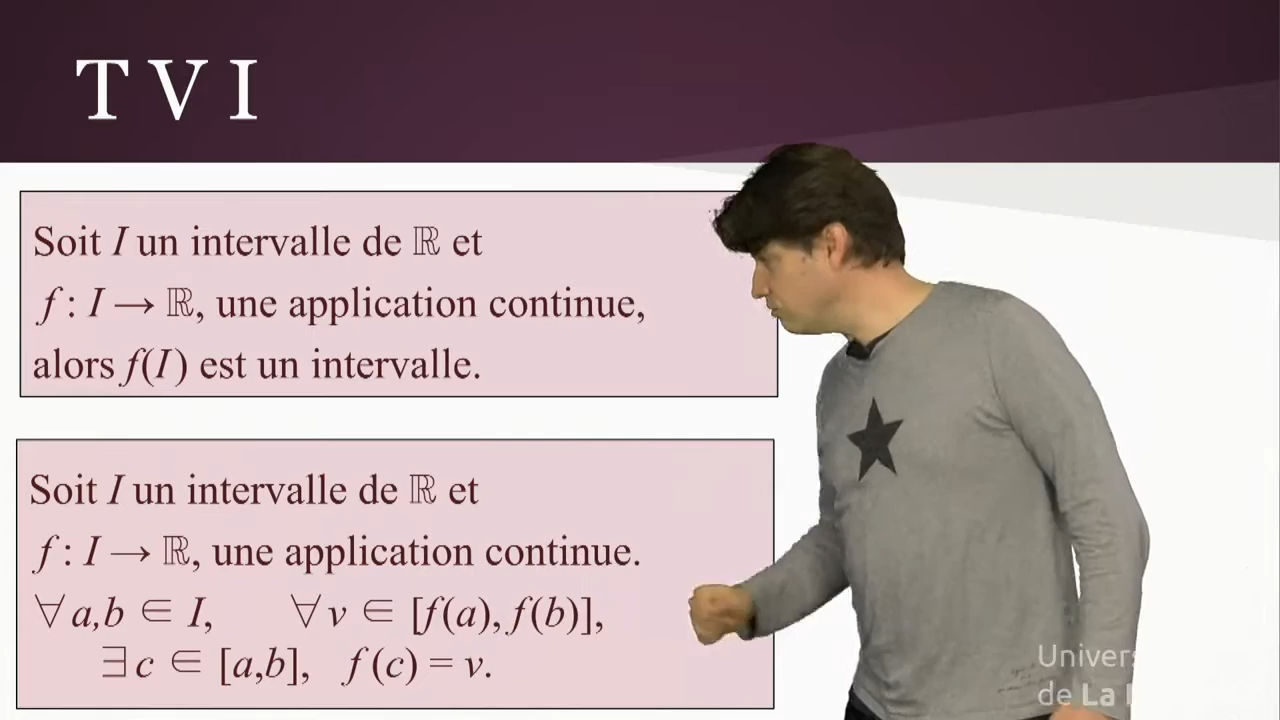 T V I
Soit I un intervalle de ℝ et
f : I → ℝ, une application continue,
alors f(I) est un intervalle.
Soit I un intervalle de ℝ et
f : I → ℝ, une application continue.
∀ a,b ∈ I, ∀ v ∈ [f(a), f(b)],
∃ c ∈ [a,b], f (c) = v.
de La